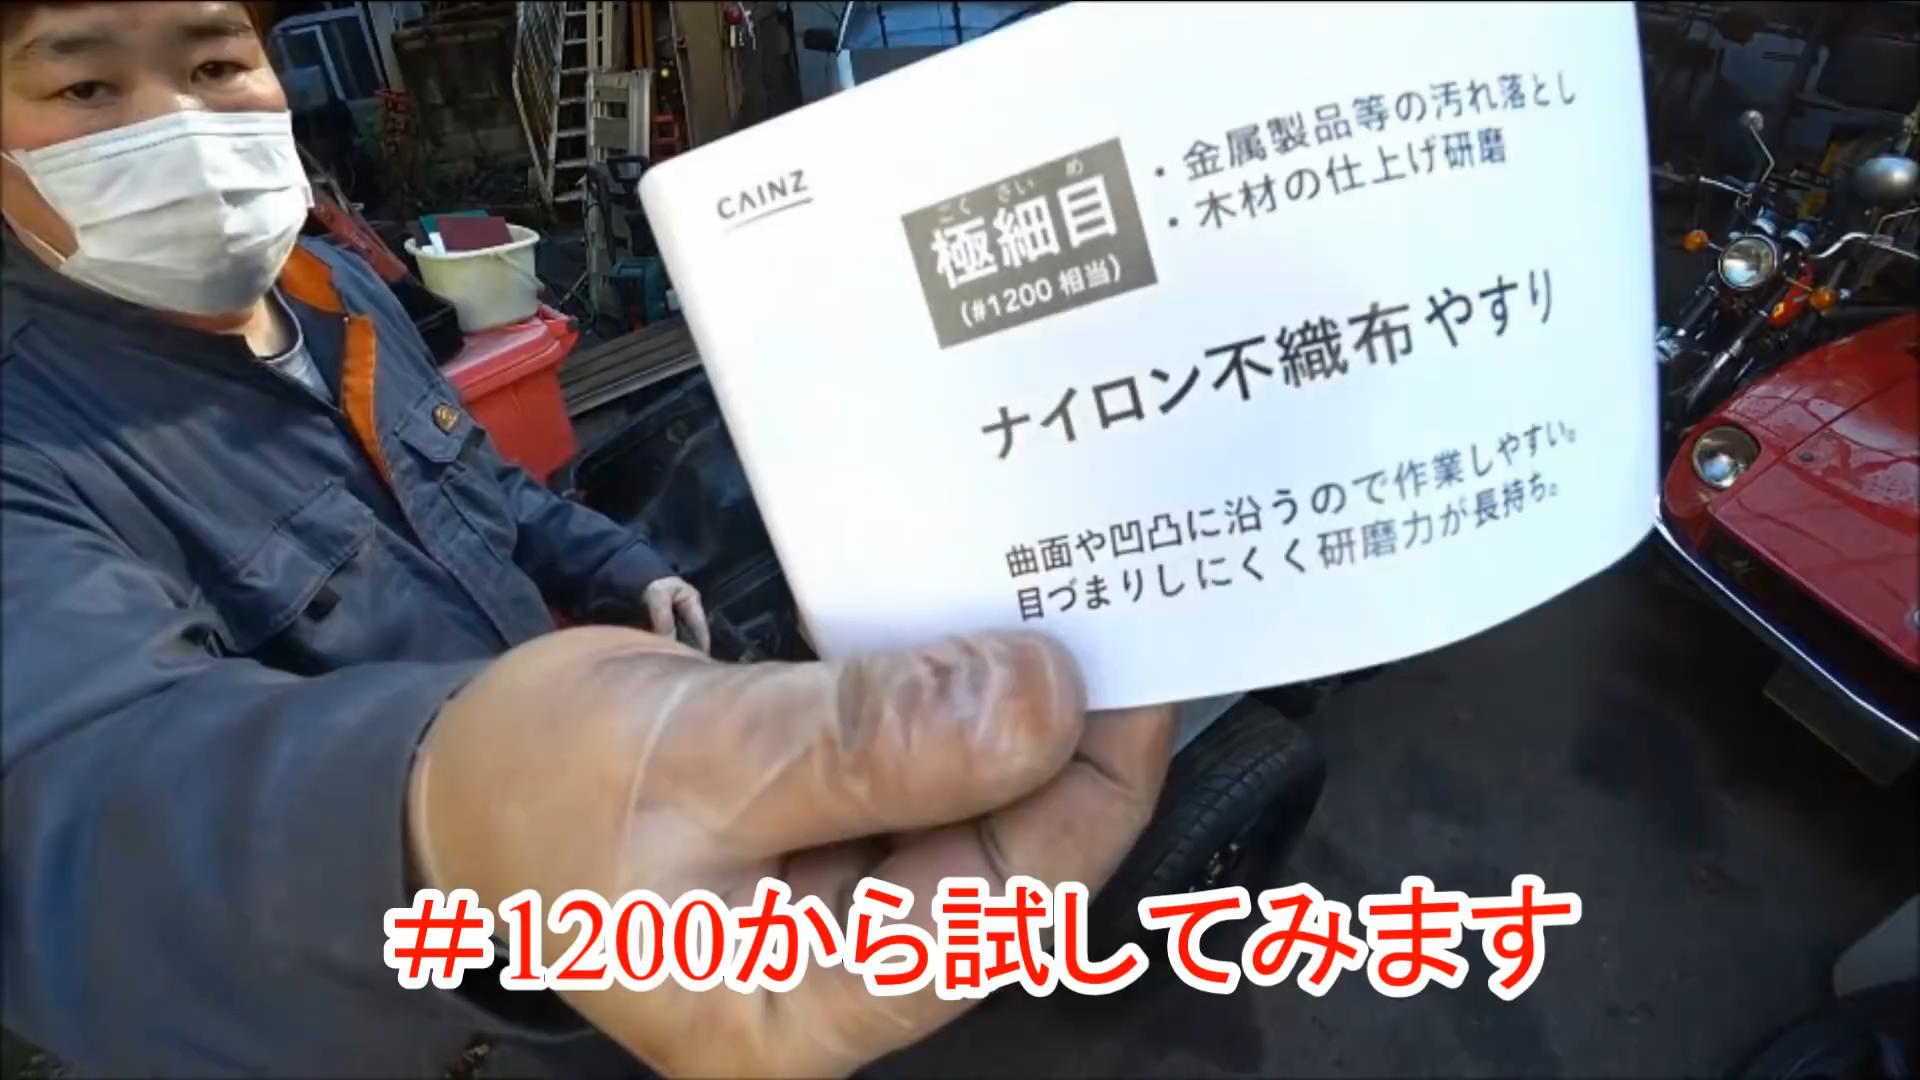 CAINZ
ごくさいめ
極細目
(#1200 相当)
・金属製品等の汚れ落とし
・木材の仕上げ研磨
ナイロン不織布やすり
曲面や凹凸に沿うので作業しやすい。
目づまりしにくく研磨力が長持ち。
#1200から試してみます